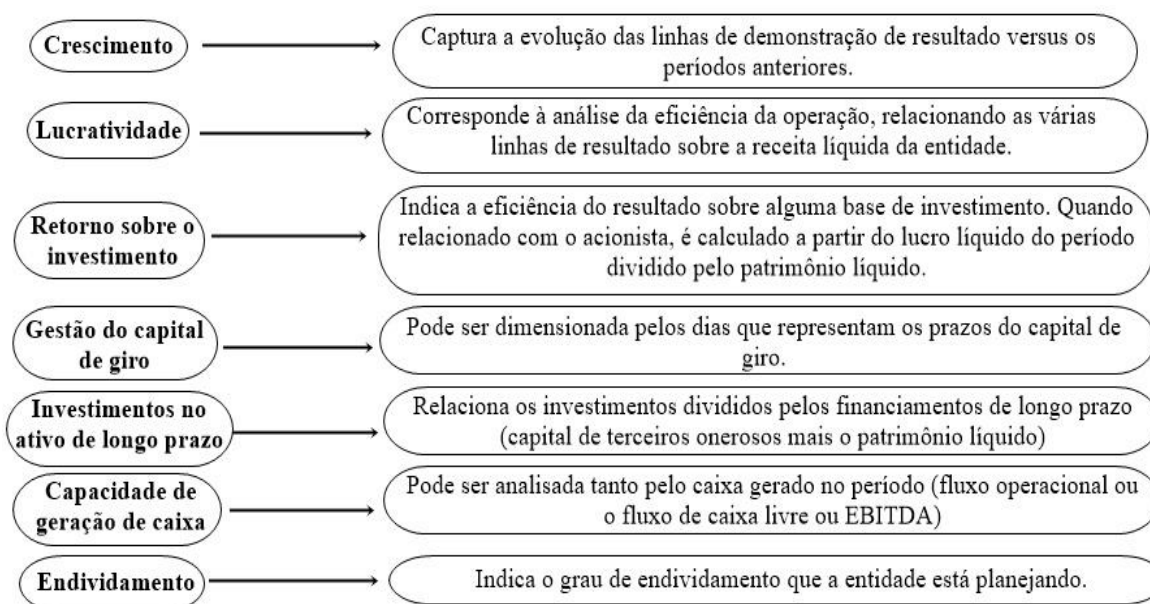 Crescimento
Captura a evolução das linhas de demonstração de resultado versus os
períodos anteriores.
Lucratividade
Corresponde à análise da eficiência da operação, relacionando as várias
linhas de resultado sobre a receita líquida da entidade.
Retorno sobre o
investimento
Indica a eficiência do resultado sobre alguma base de investimento. Quando
relacionado com o acionista, é calculado a partir do lucro líquido do período
dividido pelo patrimônio líquido.
Gestão do capital
de giro
Pode ser dimensionada pelos dias que representam os prazos do capital de
giro.
Investimentos no
ativo de longo prazo
Relaciona os investimentos divididos pelos financiamentos de longo prazo
(capital de terceiros onerosos mais o patrimônio líquido)
Capacidade de
geração de caixa
Pode ser analisada tanto pelo caixa gerado no período (fluxo operacional ou
o fluxo de caixa livre ou EBITDA)
Endividamento
Indica o grau de endividamento que a entidade está planejando.